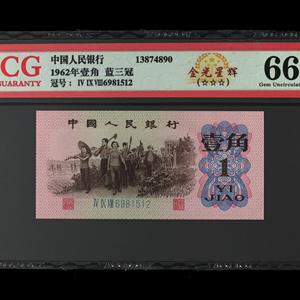 CG
GUARANTY
中国人民银行 13874890
1962年壹角 蓝三冠
冠号： IV IX VIII6981512
金光星辉
(☆☆☆)
66
Gem Uncirculated
中國人民銀行
壹角
1
YI
JIAO
IV IX VIII 6981512